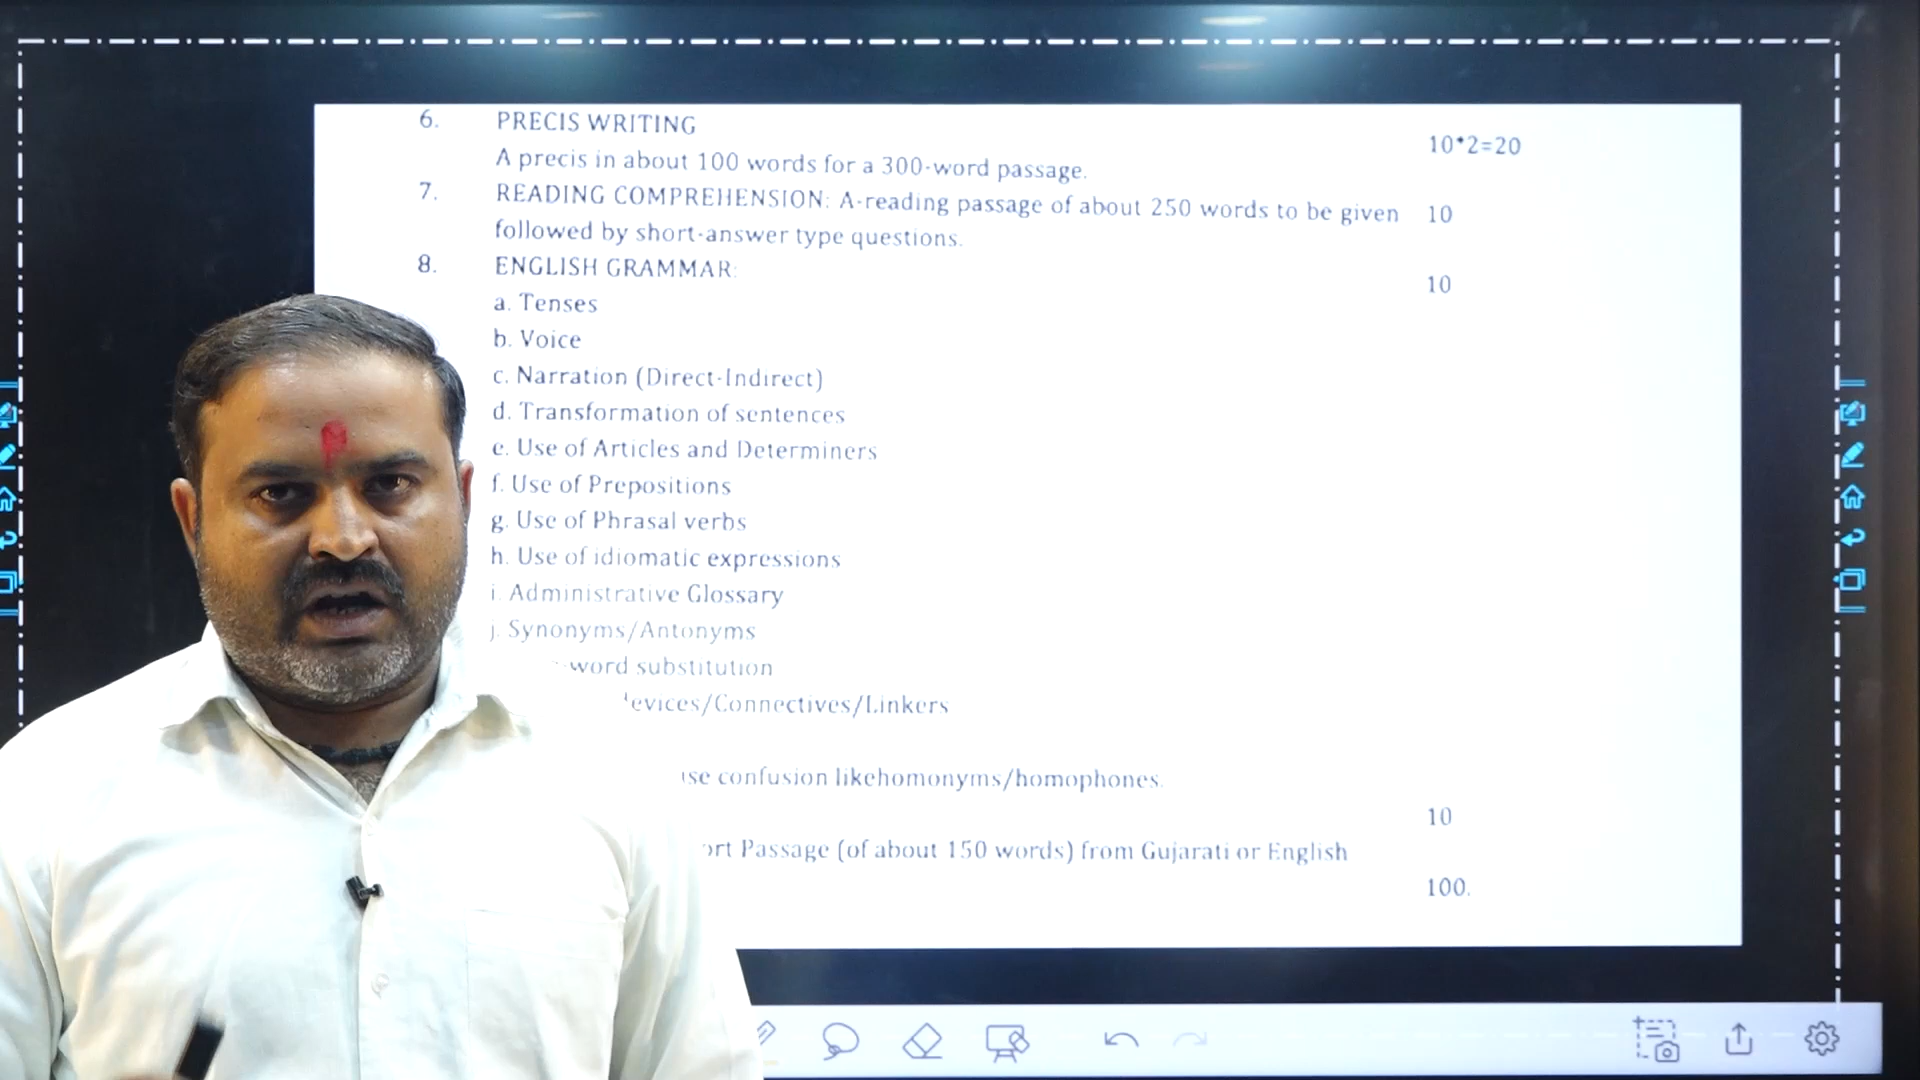 6. PRECIS WRITING
10*2=20
A precis in about 100 words for a 300-word passage.
7. READING COMPREHENSION: A-reading passage of about 250 words to be given 10
followed by short-answer type questions.
8. ENGLISH GRAMMAR:
10
a. Tenses
b. Voice
c. Narration (Direct-Indirect)
d. Transformation of sentences
e. Use of Articles and Determiners
f. Use of Prepositions
g. Use of Phrasal verbs
h. Use of idiomatic expressions
i. Administrative Glossary
j. Synonyms/Antonyms
-word substitution
evices/Connectives/Linkers
se confusion likehomonyms/homophones.
10
ort Passage (of about 150 words) from Gujarati or English
100.